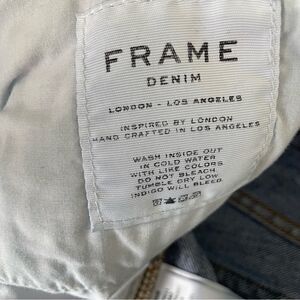 FRAME
DENIM
LONDON - LOS ANGELES
INSPIRED BY LONDON
HAND CRAFTED IN LOS ANGELES
WASH INSIDE OUT
IN COLD WATER
WITH LIKE COLORS
DO NOT BLEACH.
TUMBLE DRY LOW.
INDIGO WILL BLEED.